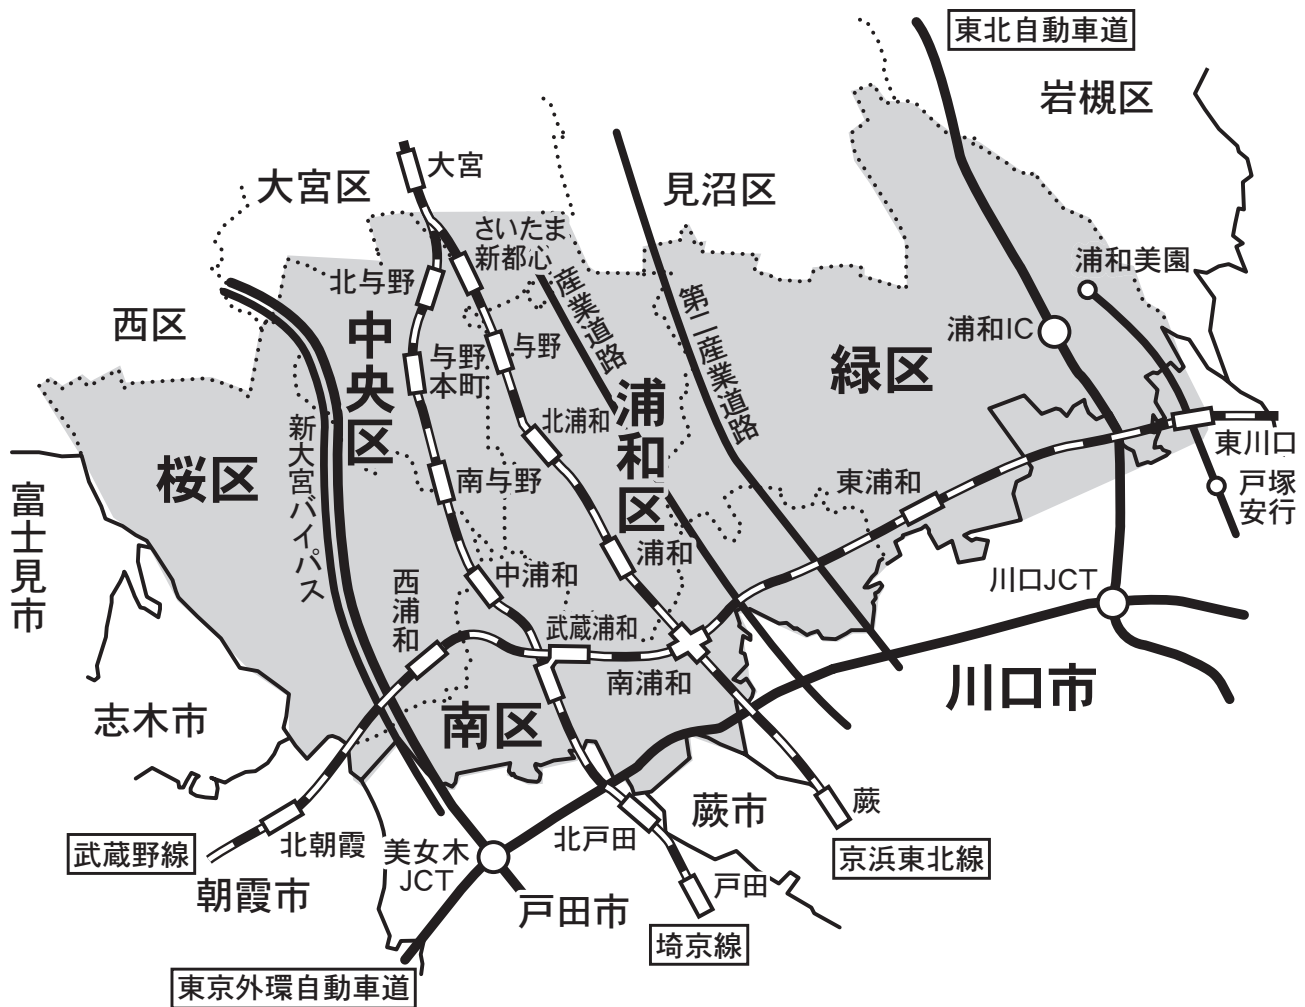 東北自動車道
岩槻区
大宮
大宮区
見沼区
さいたま
新都心
北与野
産業道路
浦和美園
西区
中央区
第二産業道路
浦和IC
与野
与野
本町
緑区
浦和区
北浦和
新大宮バイパス
桜区
南与野
東浦和
東川口
戸塚
安行
富士見市
浦和
中浦和
西浦和
川口JCT
武蔵浦和
南浦和
川口市
志木市
南区
蕨市
蕨
武蔵野線
北朝霞
美女木
JCT
北戸田
京浜東北線
朝霞市
戸田市
戸田
埼京線
東京外環自動車道